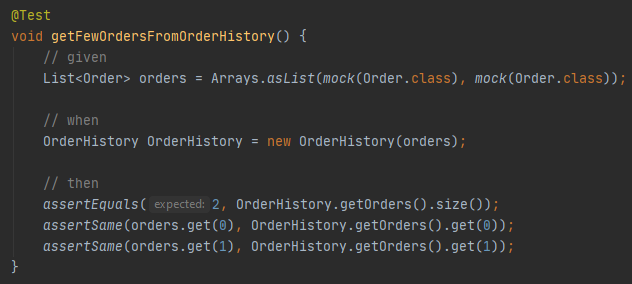 @Test
void getFewOrdersFromOrderHistory() {
// given
List<Order> orders = Arrays.asList(mock(Order.class), mock(Order.class));
// when
OrderHistory OrderHistory = new OrderHistory(orders);
// then
assertEquals( expected: 2, OrderHistory.getOrders().size());
assertSame(orders.get(0), OrderHistory.getOrders().get(0));
assertSame(orders.get(1), OrderHistory.getOrders().get(1));
}